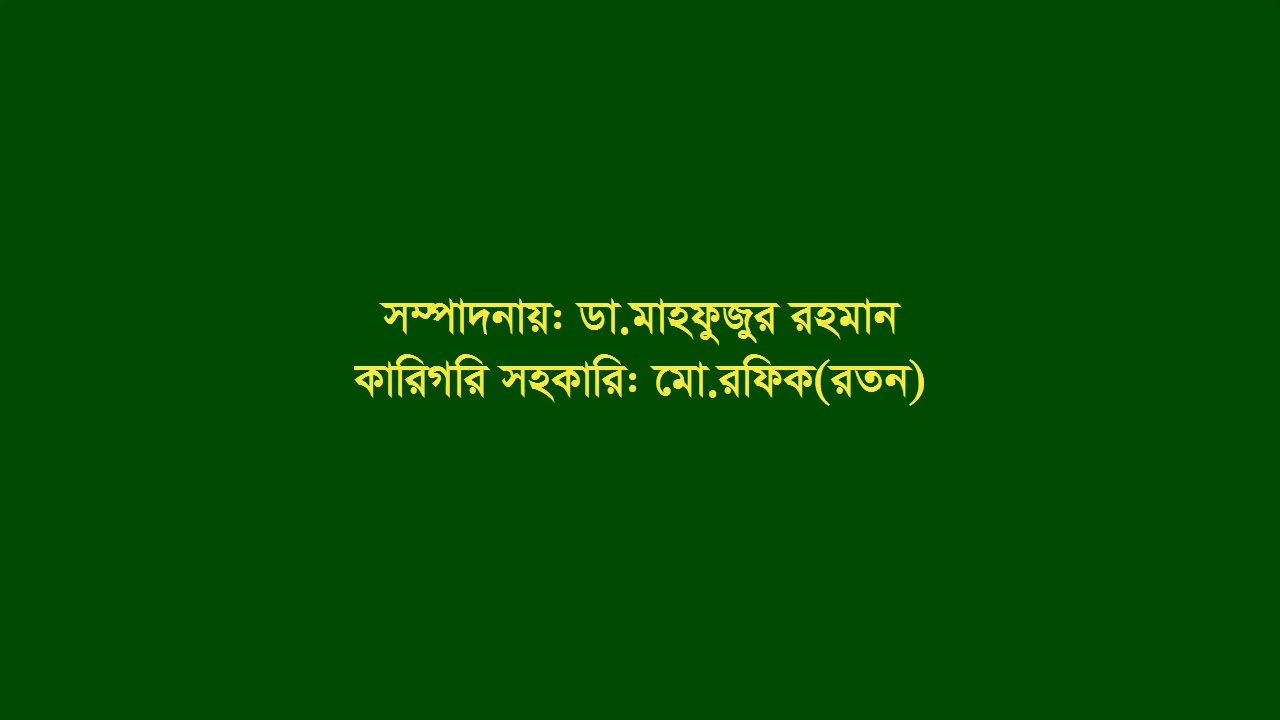 সম্পাদনায়: ডা.মাহফুজুর রহমান
কারিগরি সহকারি: মো.রফিক(রতন)